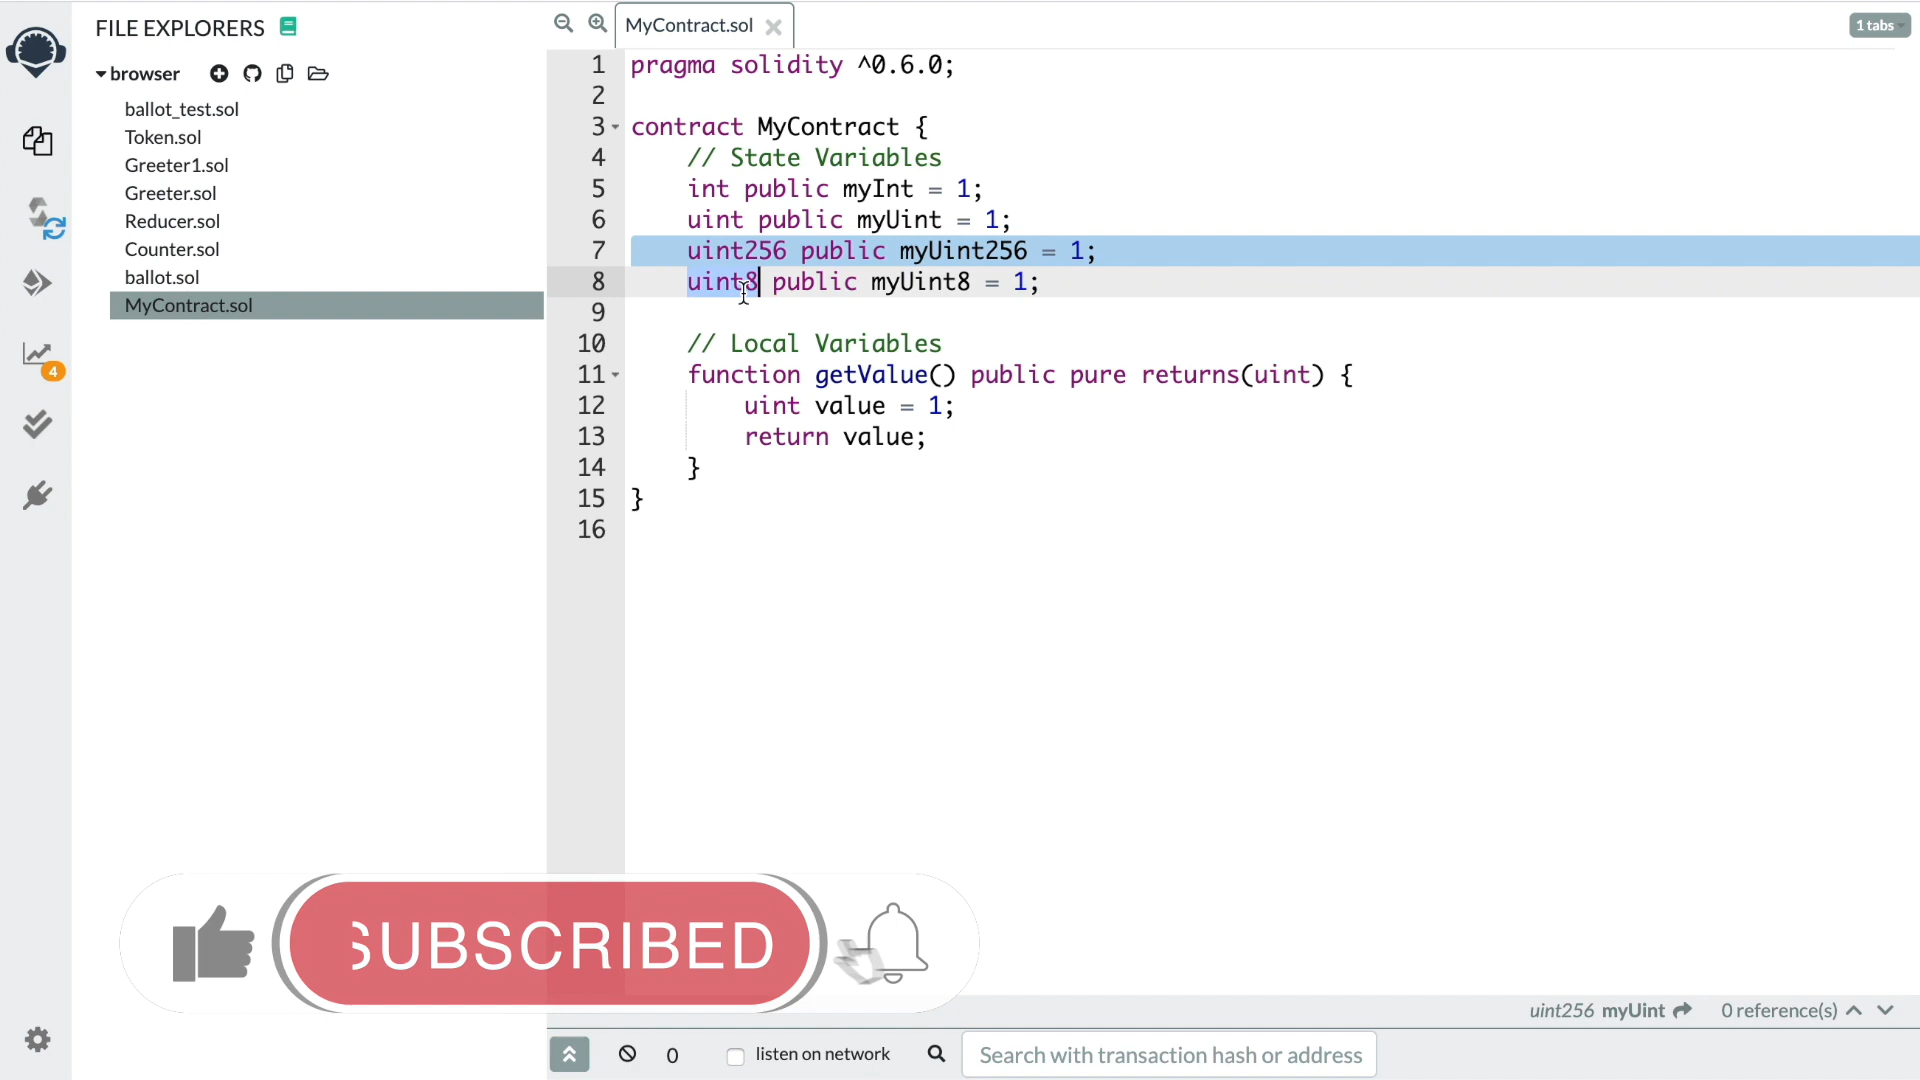 FILE EXPLORERS
browser
ballot_test.sol
Token.sol
Greeter1.sol
Greeter.sol
Reducer.sol
Counter.sol
ballot.sol
MyContract.sol
4
MyContract.sol
1 tabs
1 pragma solidity ^0.6.0;
2
3 contract MyContract {
4 // State Variables
5 int public myInt = 1;
6 uint public myUint = 1;
7 uint256 public myUint256 = 1;
8 uint8 public myUint8 = 1;
9
10 // Local Variables
11 function getValue() public pure returns(uint) {
12 uint value = 1;
13 return value;
14 }
15 }
16
SUBSCRIBED
uint256 myUint 0 reference(s)
0 listen on network Search with transaction hash or address